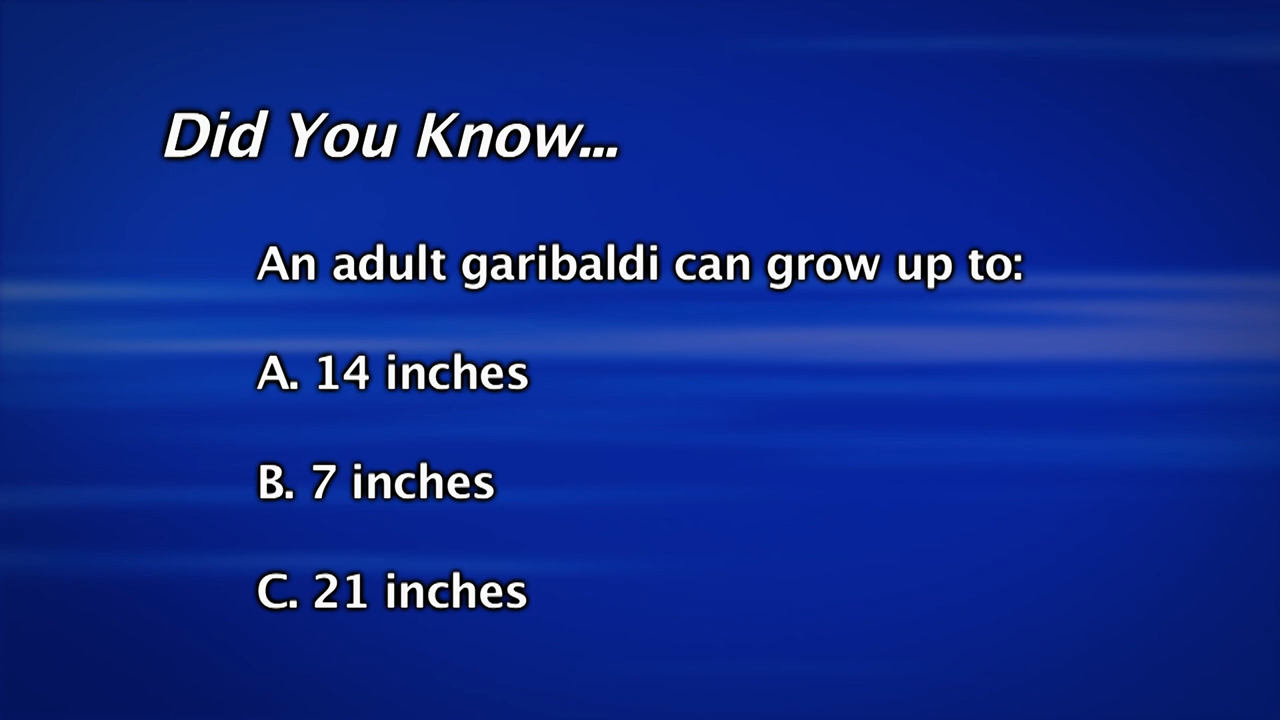 Did You Know...
An adult garibaldi can grow up to:
A. 14 inches
B. 7 inches
C. 21 inches